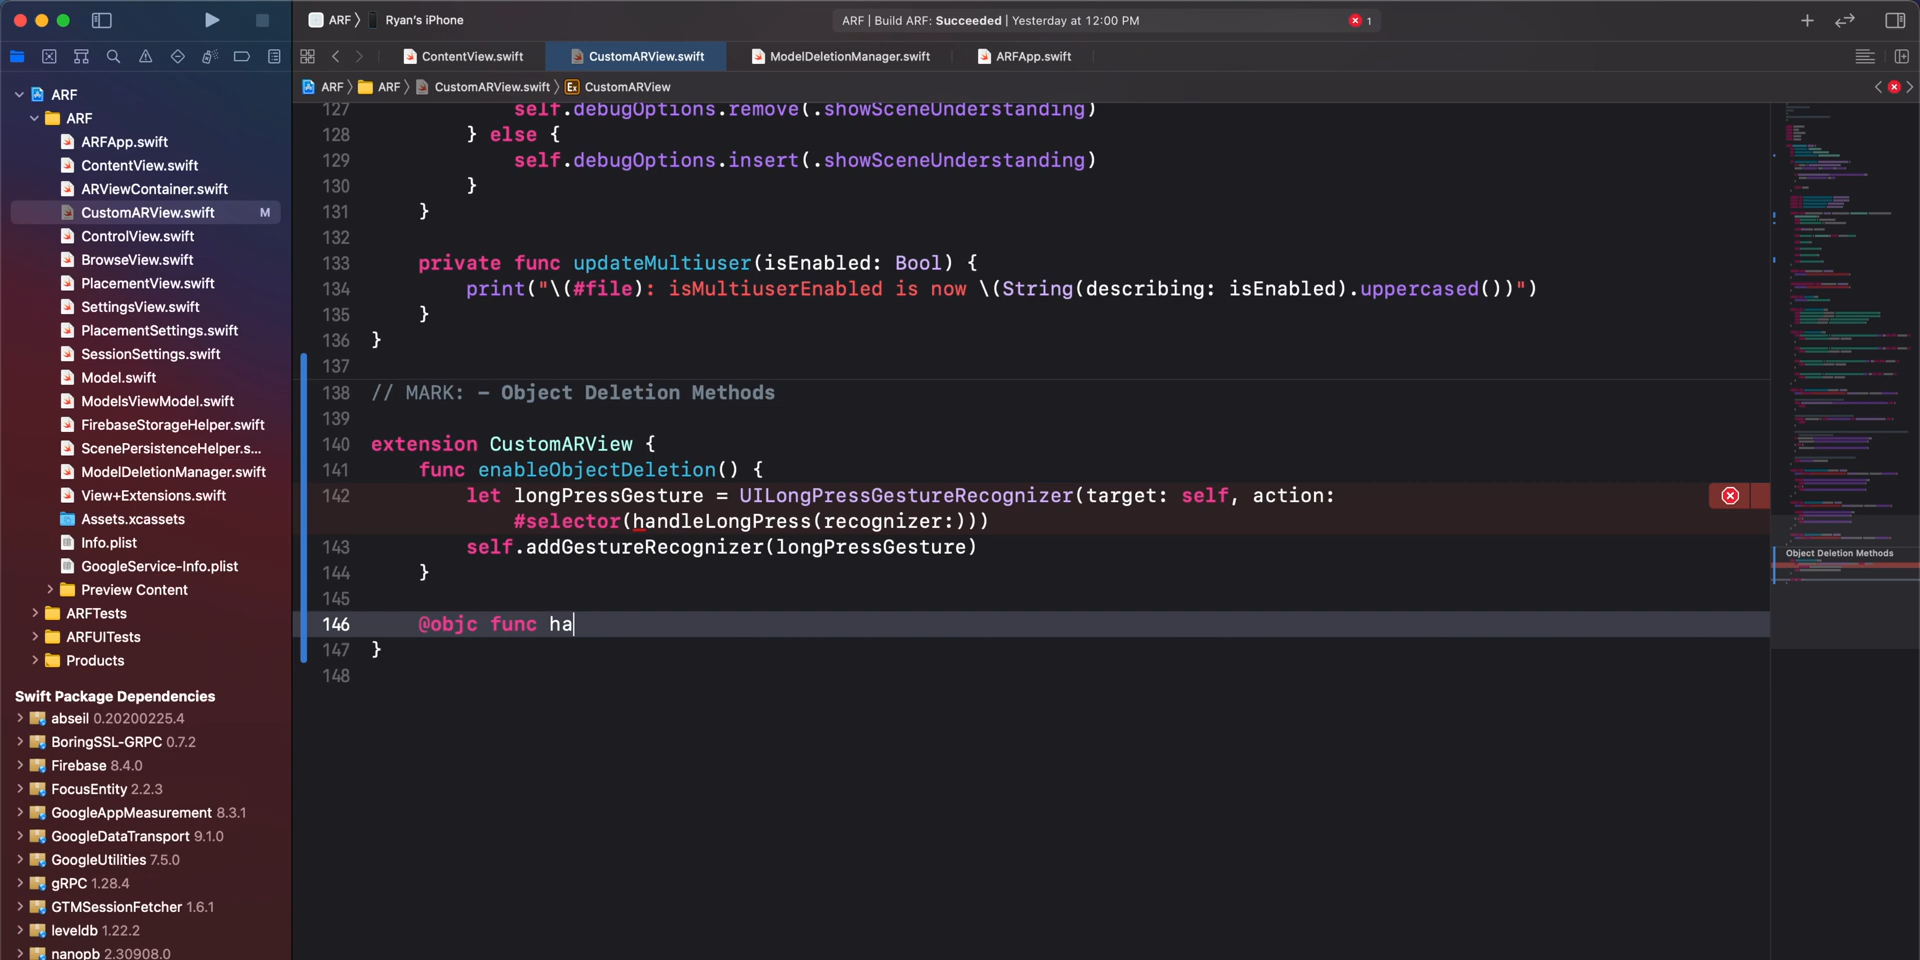 ARF
Ryan's iPhone
ARF | Build ARF: Succeeded | Yesterday at 12:00 PM
1
ContentView.swift
CustomARView.swift
ModelDeletionManager.swift
ARFApp.swift
ARF
ARF
CustomARView.swift
Ex CustomARView
ARF
ARF
ARFApp.swift
ContentView.swift
ARViewContainer.swift
CustomARView.swift M
ControlView.swift
BrowseView.swift
PlacementView.swift
SettingsView.swift
PlacementSettings.swift
SessionSettings.swift
Model.swift
ModelsViewModel.swift
FirebaseStorageHelper.swift
ScenePersistenceHelper.s...
ModelDeletionManager.swift
View+Extensions.swift
Assets.xcassets
Info.plist
GoogleService-Info.plist
Preview Content
ARFTests
ARFUITests
Products
Swift Package Dependencies
abseil 0.20200225.4
BoringSSL-GRPC 0.7.2
Firebase 8.4.0
FocusEntity 2.2.3
GoogleAppMeasurement 8.3.1
GoogleDataTransport 9.1.0
GoogleUtilities 7.5.0
gRPC 1.28.4
GTMSessionFetcher 1.6.1
leveldb 1.22.2
nanopb 2.30908.0
127 self.debugOptions.remove(.showSceneUnderstanding)
128 } else {
129 self.debugOptions.insert(.showSceneUnderstanding)
130 }
131 }
132
133 private func updateMultiuser(isEnabled: Bool) {
134 print("\(#file): isMultiuserEnabled is now \(String(describing: isEnabled).uppercased())")
135 }
136 }
137
138 // MARK: - Object Deletion Methods
139
140 extension CustomARView {
141 func enableObjectDeletion() {
142 let longPressGesture = UILongPressGestureRecognizer(target: self, action:
#selector(handleLongPress(recognizer:)))
143 self.addGestureRecognizer(longPressGesture)
144 }
145
146 @objc func ha
147 }
148
Object Deletion Methods